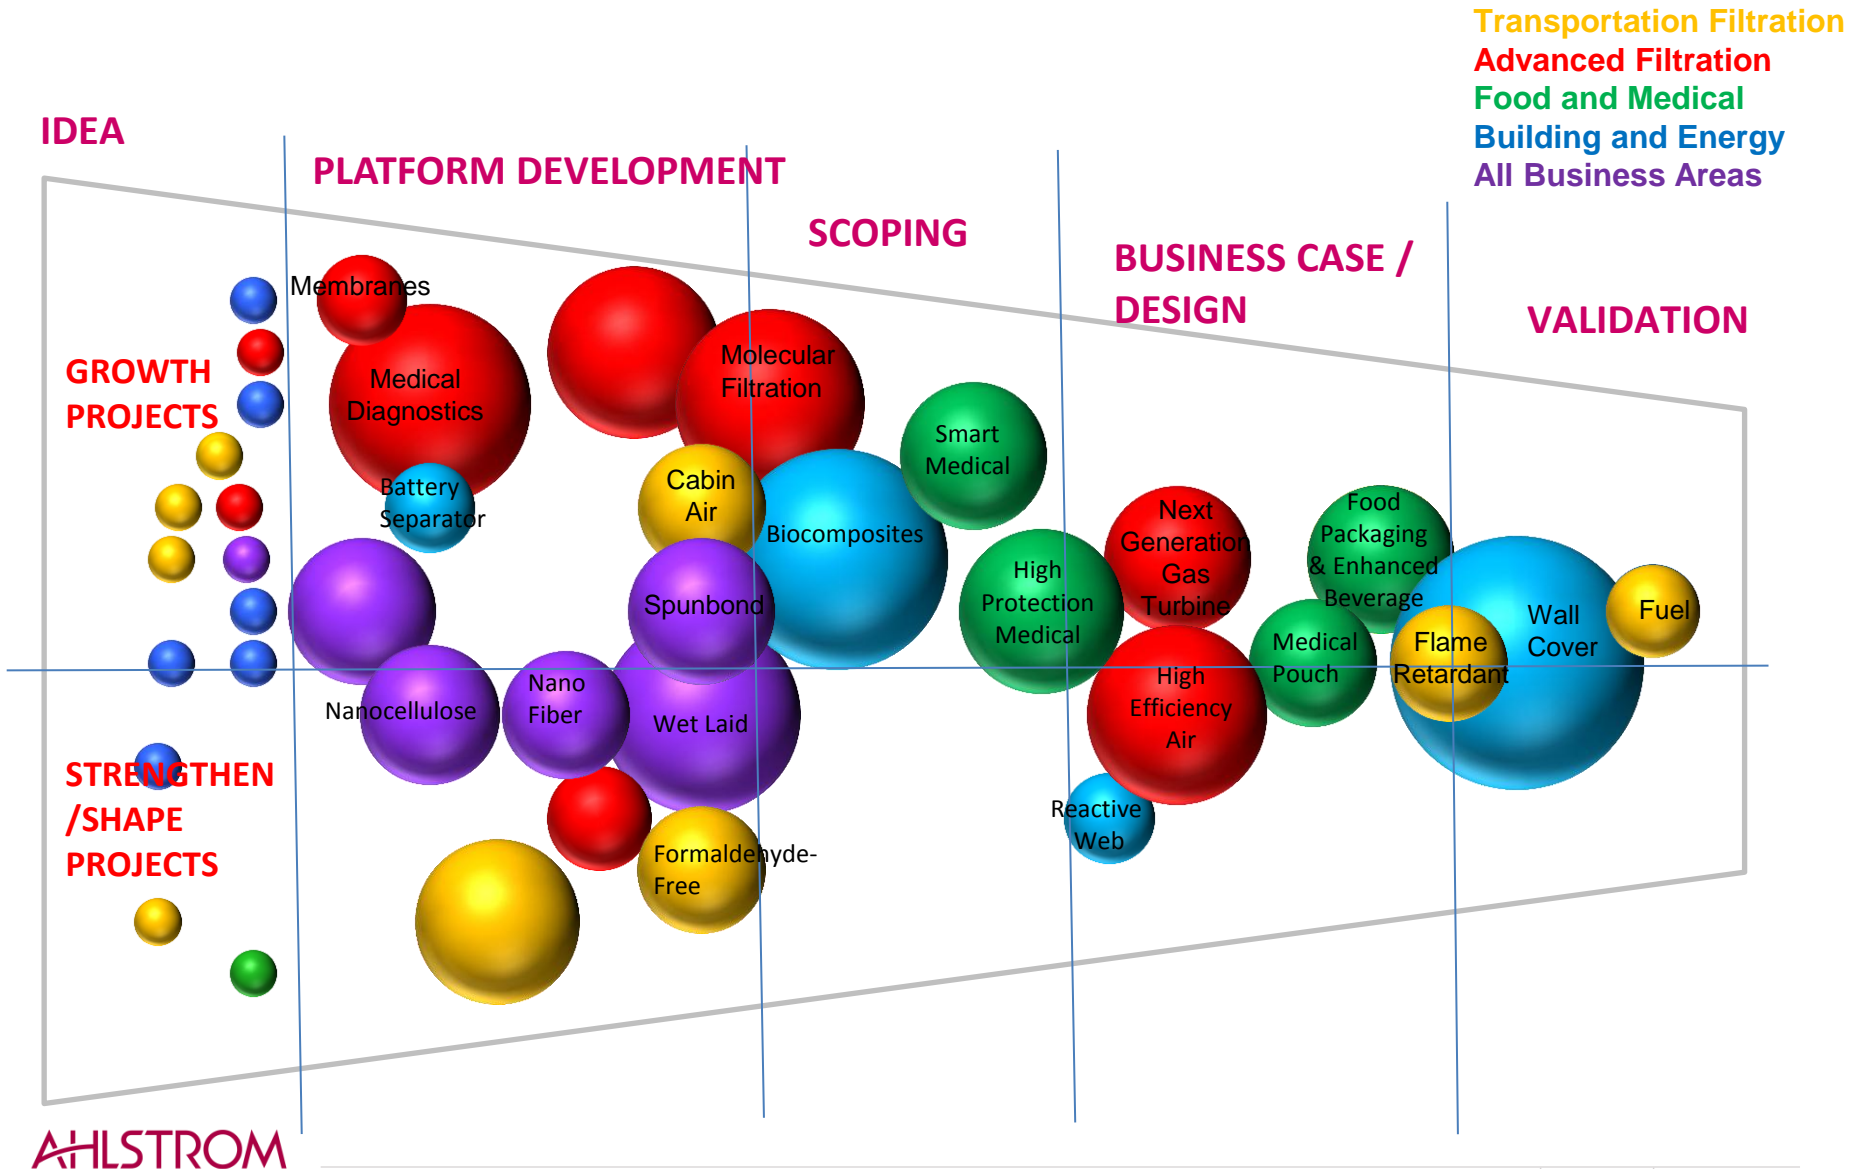 Transportation Filtration
Advanced Filtration
Food and Medical
Building and Energy
All Business Areas
IDEA
PLATFORM DEVELOPMENT
SCOPING
BUSINESS CASE /
DESIGN
VALIDATION
GROWTH
PROJECTS
Membranes
Medical
Diagnostics
Battery
Separator
Molecular
Filtration
Cabin
Air
Spunbond
Biocomposites
Smart
Medical
High
Protection
Medical
Next
Generation
Gas
Turbine
Food
Packaging
& Enhanced
Beverage
Medical
Pouch
Flame
Retardant
Wall
Cover
Fuel
STRENGTHEN
/SHAPE
PROJECTS
Nanocellulose
Nano
Fiber
Wet Laid
Formaldehyde-
Free
High
Efficiency
Air
Reactive
Web
AHLSTROM